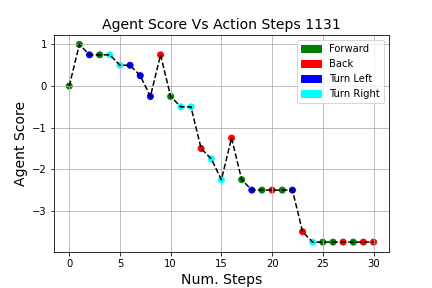 Agent Score Vs Action Steps 1131
Agent Score
1
0
−1
−2
−3
Forward
Back
Turn Left
Turn Right
0 5 10 15 20 25 30
Num. Steps